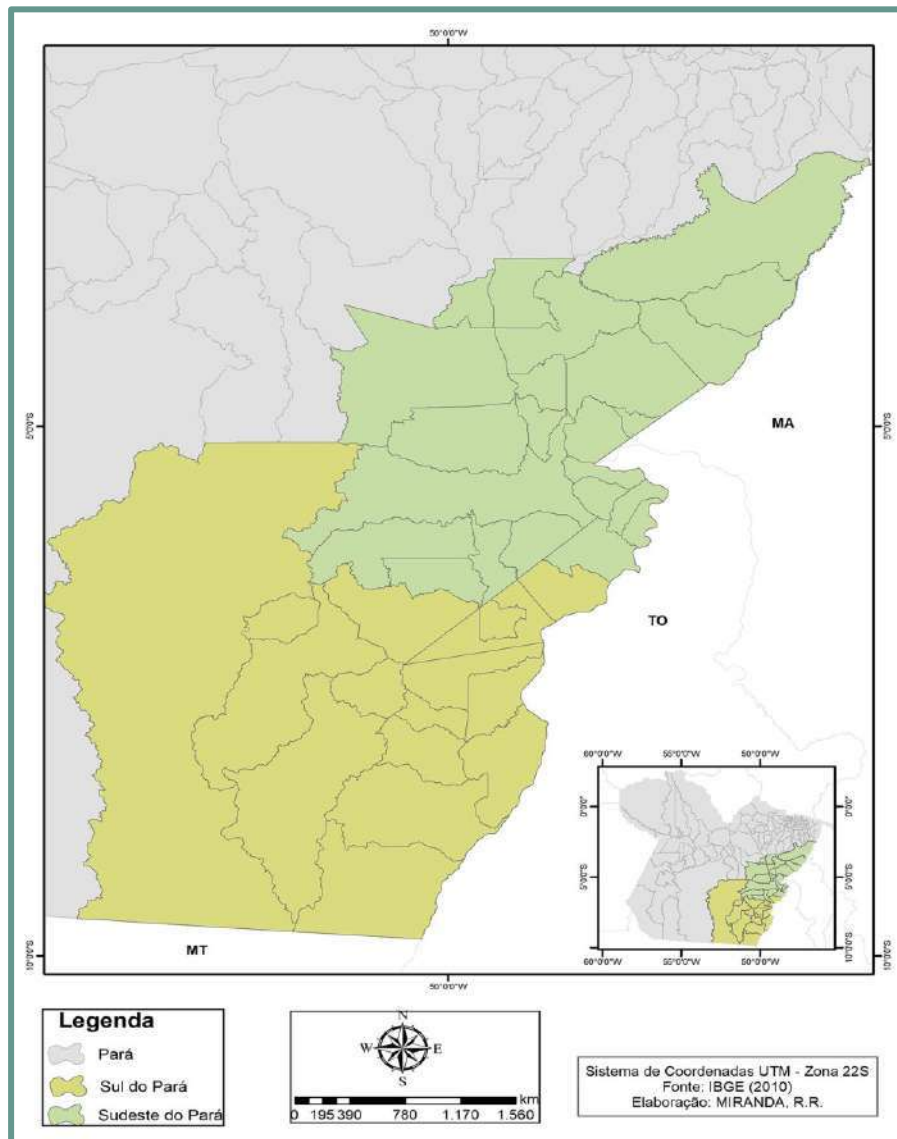 50°0'0"W
5°0'0"S
5°0'0"S
MA
TO
MT
10°0'0"S
10°0'0"S
50°0'0"W
60°0'0"W
55°0'0"W
50°0'0"W
0°0'0"
0°0'0"
5°0'0"S
5°0'0"S
10°0'0"S
60°0'0"W
55°0'0"W
50°0'0"W
Legenda
Pará
Sul do Pará
Sudeste do Pará
N
W
E
S
km
0 195 390 780 1.170 1.560
Sistema de Coordenadas UTM - Zona 22S
Fonte: IBGE (2010)
Elaboração: MIRANDA, R.R.